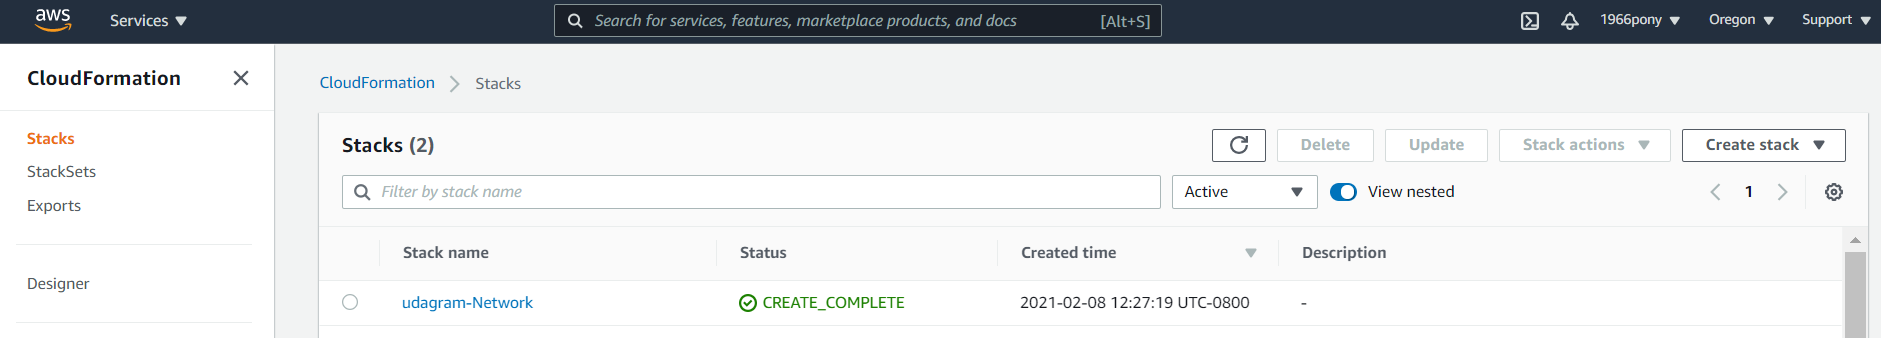 aws
Services
Search for services, features, marketplace products, and docs [Alt+S]
1966pony
Oregon
Support
CloudFormation
Stacks
StackSets
Exports
Designer
CloudFormation
Stacks
Stacks (2)
Delete
Update
Stack actions
Create stack
Filter by stack name
Active
View nested
1
Stack name Status Created time Description
udagram-Network CREATE_COMPLETE 2021-02-08 12:27:19 UTC-0800 -